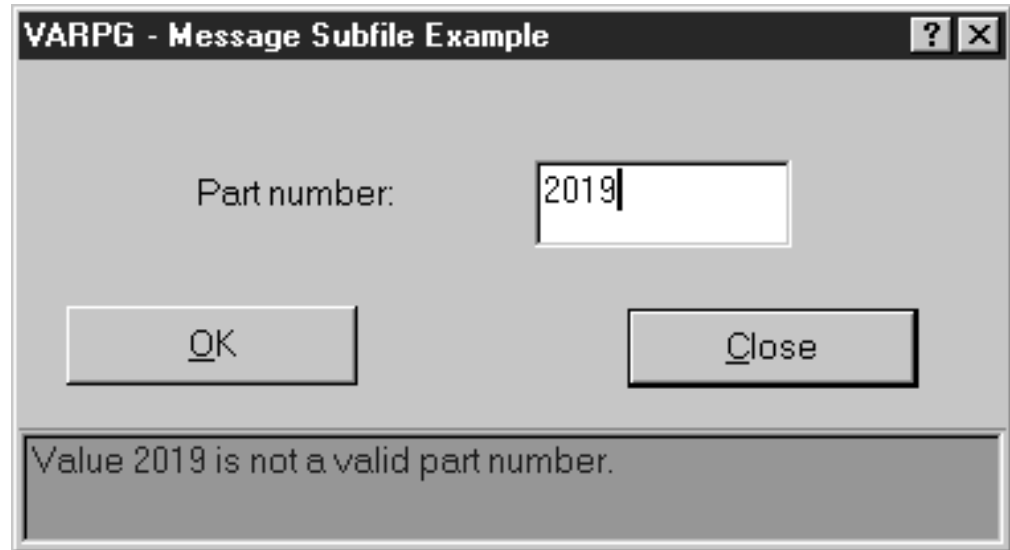 VARPG - Message Subfile Example ? X
Part number: 2019
OK Close
Value 2019 is not a valid part number.